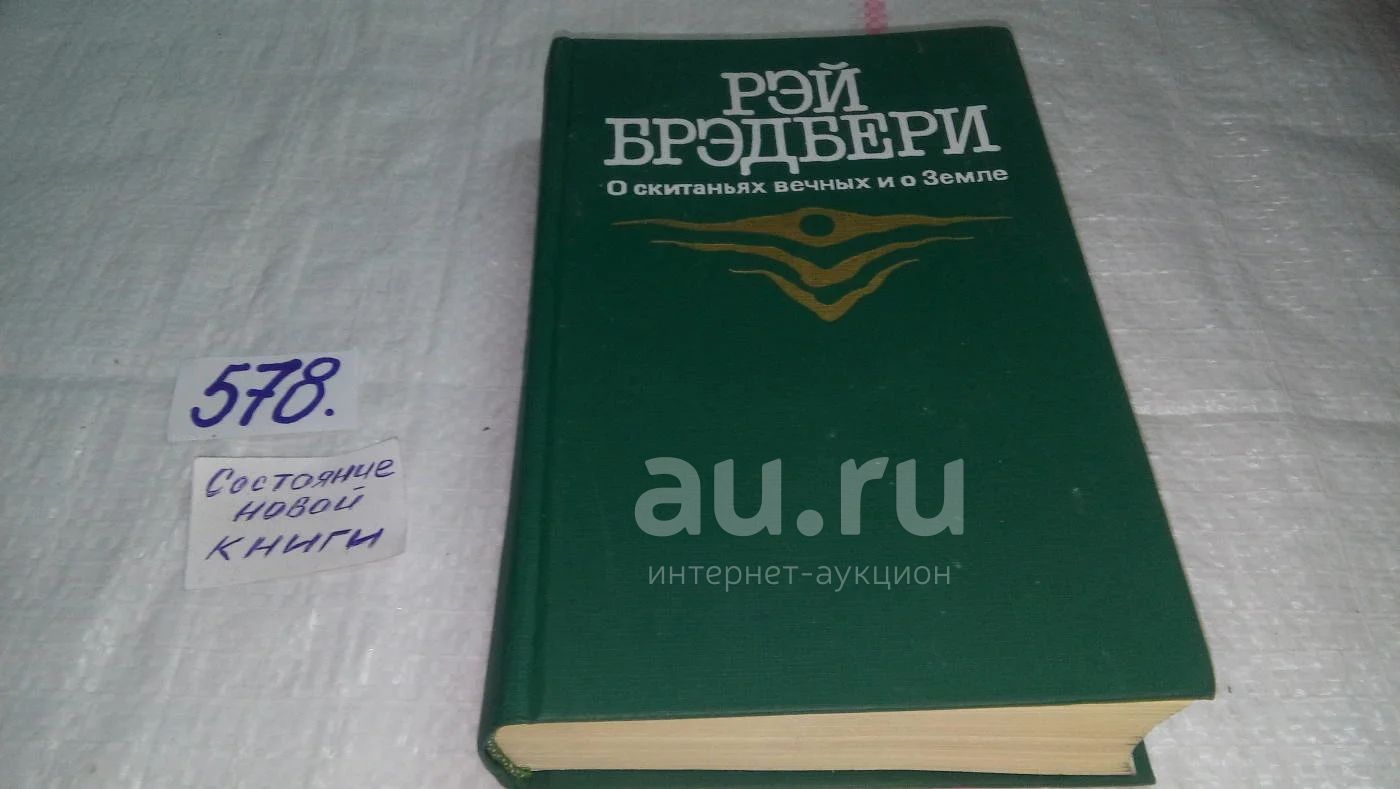 РЭЙ
БРЭДБЕРИ
О скитаньях вечных и о Земле
578.
Состояние
новой
книги
au.ru
интернет-аукцион